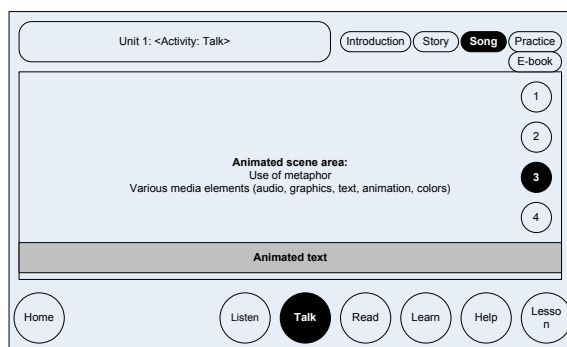 Unit 1: <Activity: Talk>
Introduction
Story
Song
Practice
E-book
1
2
3
4
Animated scene area:
Use of metaphor
Various media elements (audio, graphics, text, animation, colors)
Animated text
Home
Listen
Talk
Read
Learn
Help
Lesso
n